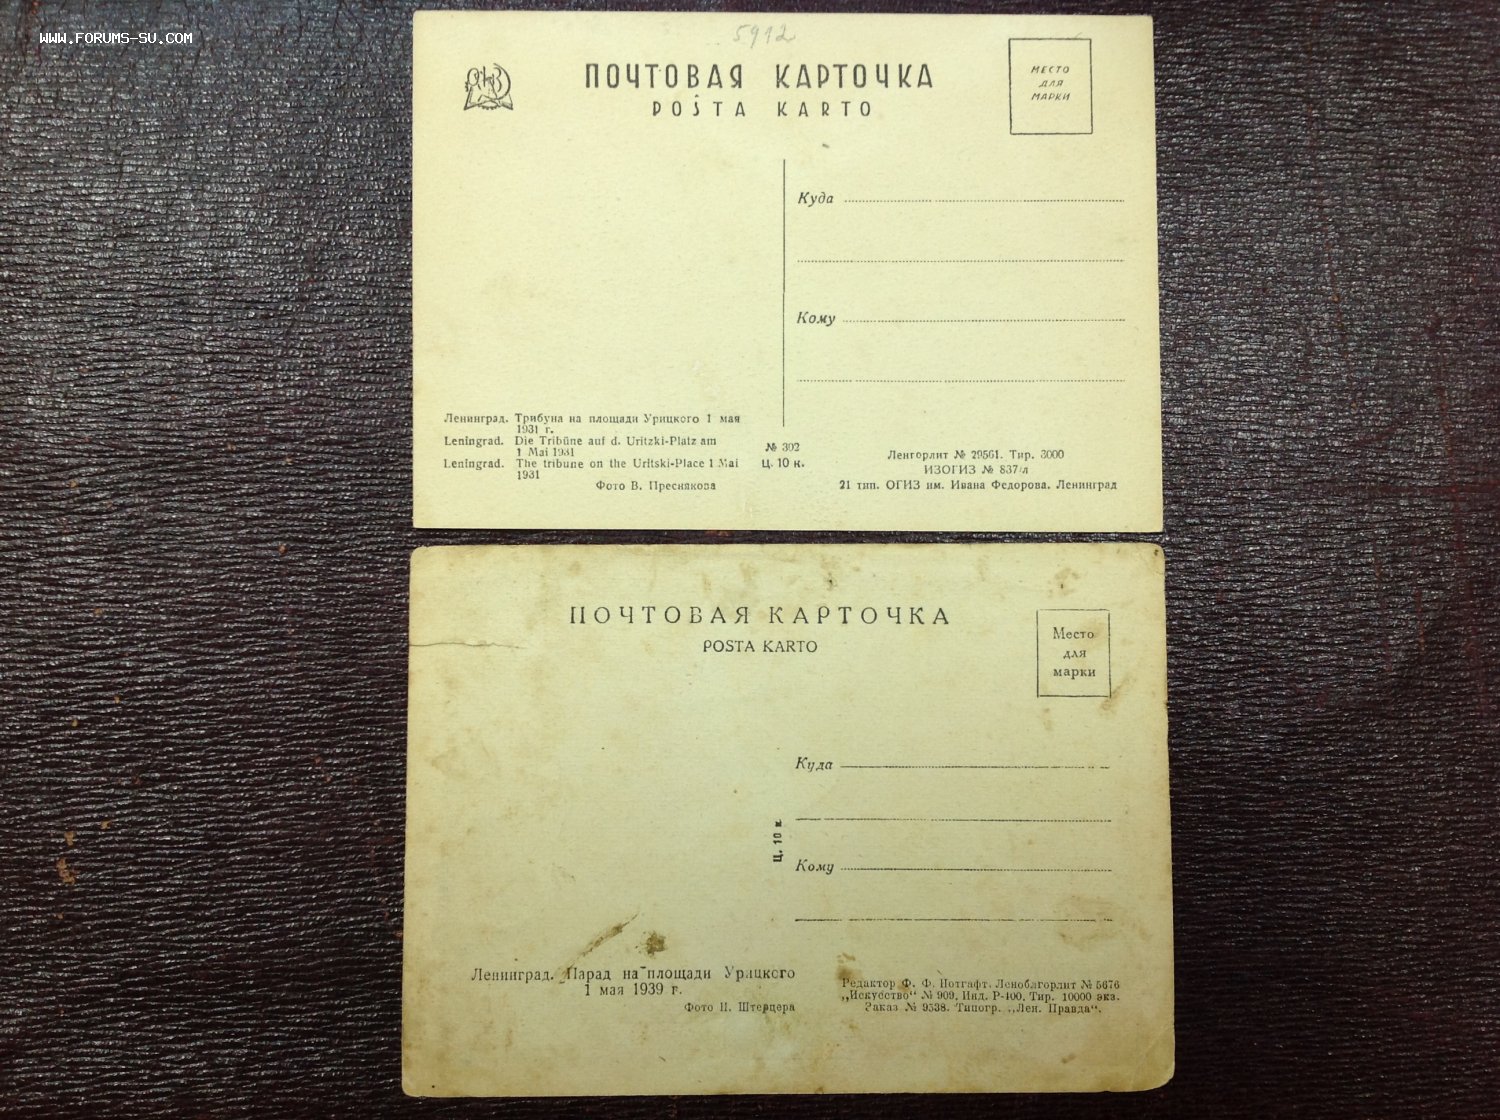 WWW.FORUMS-SU.COM
5912
ПОЧТОВАЯ КАРТОЧКА
POŜTA KARTO
МЕСТО
ДЛЯ
МАРКИ
Куда
Кому
Ленинград. Трибуна на площади Урицкого 1 мая
1931 г.
Leningrad. Die Tribüne auf d. Uritzki-Platz am
1 Mai 1931
Leningrad. The tribune on the Uritski-Place 1 Mai
1931
Фото В. Преснякова
№ 302
Ц. 10 к.
Ленгорлит № 29561. Тир. 3000
ИЗОГИЗ № 837/л
21 тип. ОГИЗ им. Ивана Федорова. Ленинград
ПОЧТОВАЯ КАРТОЧКА
POSTA KARTO
Место
для
марки
Куда
Ц. 10 к.
Кому
Ленинград. Парад на площади Урицкого
1 мая 1939 г.
Фото П. Штерцера
Редактор Ф. Ф. Нотгафт. Леноблгорлит № 5676
„Искусство“ № 909, Инд. Р-400. Тир. 10000 экз.
Заказ № 9538. Типогр. „Лен. Правда“.